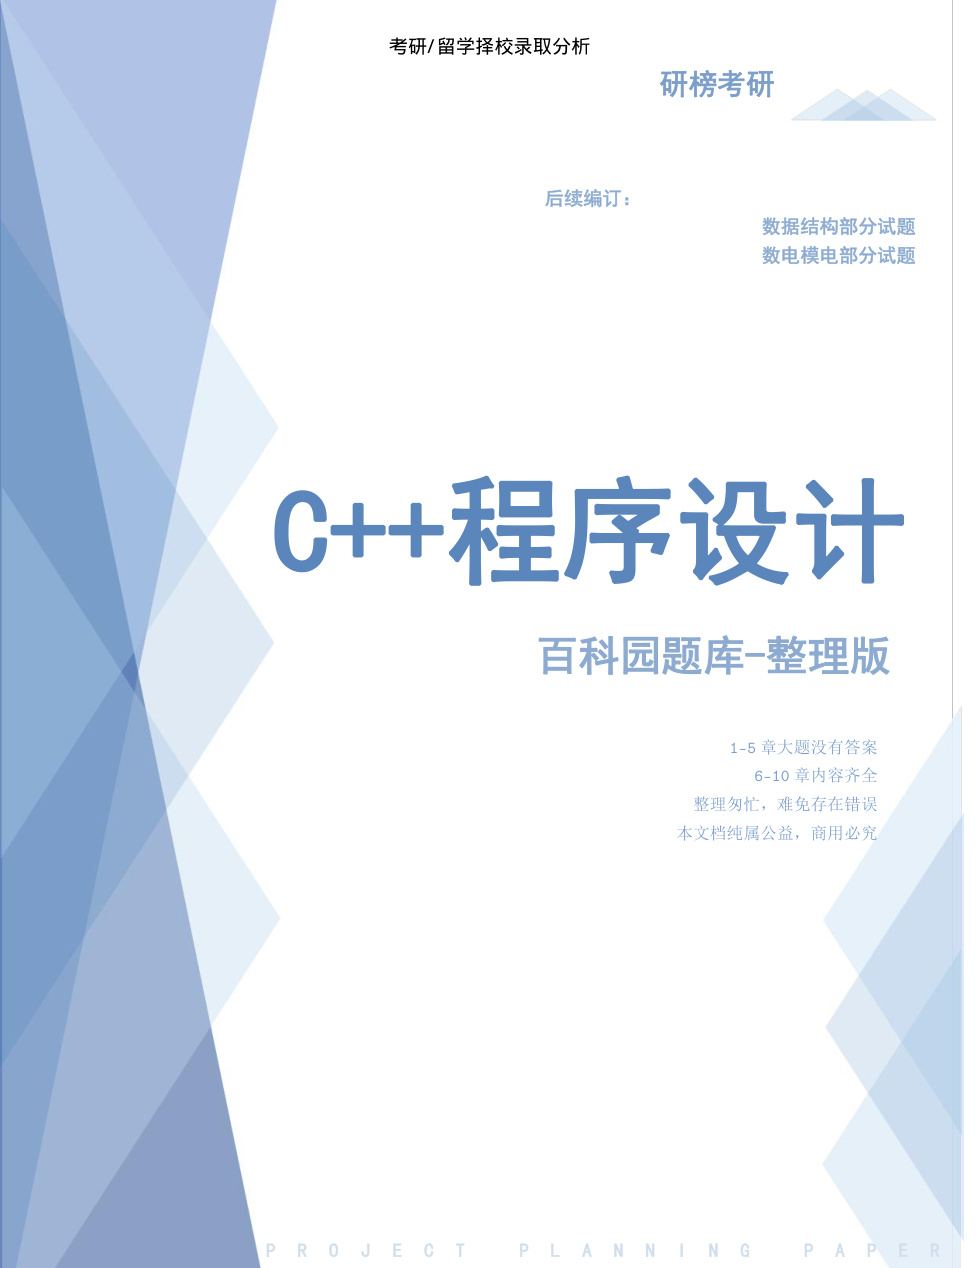 考研/留学择校录取分析
研榜考研
后续编订：
数据结构部分试题
数电模电部分试题
C++程序设计
百科园题库-整理版
1-5 章大题没有答案
6-10 章内容齐全
整理匆忙，难免存在错误
本文档纯属公益，商用必究
PROJECT PLANNING PAPER